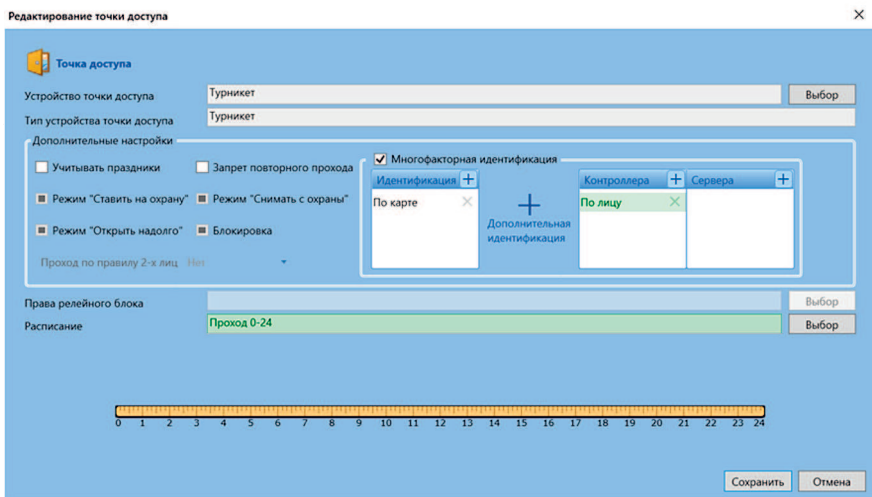 Редактирование точки доступа
Точка доступа
Устройство точки доступа Турникет Выбор
Тип устройства точки доступа Турникет
Дополнительные настройки
Учитывать праздники Запрет повторного прохода
Режим "Ставить на охрану" Режим "Снимать с охраны"
Режим "Открыть надолго" Блокировка
Проход по правилу 2-х лиц Нет
Многофакторная идентификация
Идентификация +
По карте
+
Дополнительная
идентификация
Контроллера + Сервера +
По лицу
Права релейного блока Выбор
Расписание Проход 0-24 Выбор
0 1 2 3 4 5 6 7 8 9 10 11 12 13 14 15 16 17 18 19 20 21 22 23 24
Сохранить Отмена